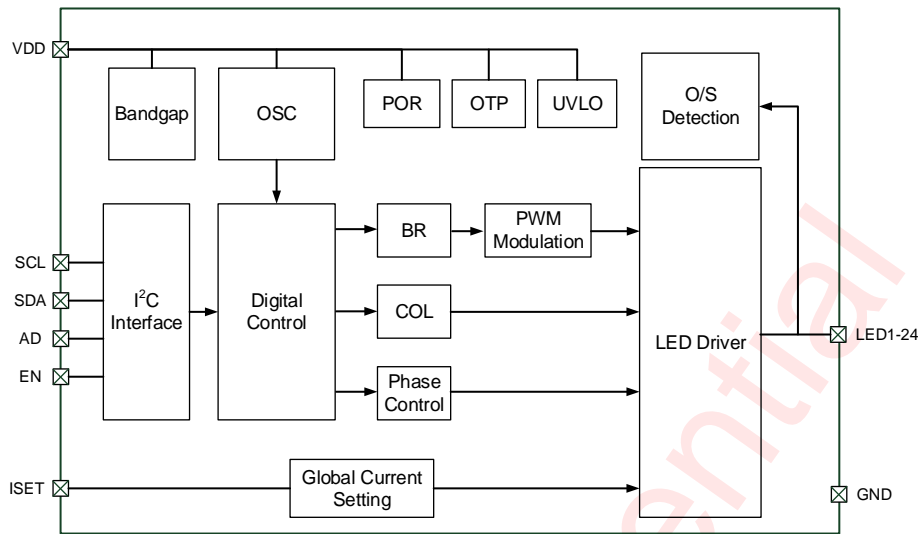 VDD
Bandgap
OSC
POR
OTP
UVLO
O/S
Detection
BR
PWM
Modulation
SCL
SDA
AD
EN
I²C
Interface
Digital
Control
COL
LED Driver
LED1-24
Phase
Control
ISET
Global Current
Setting
GND
ential